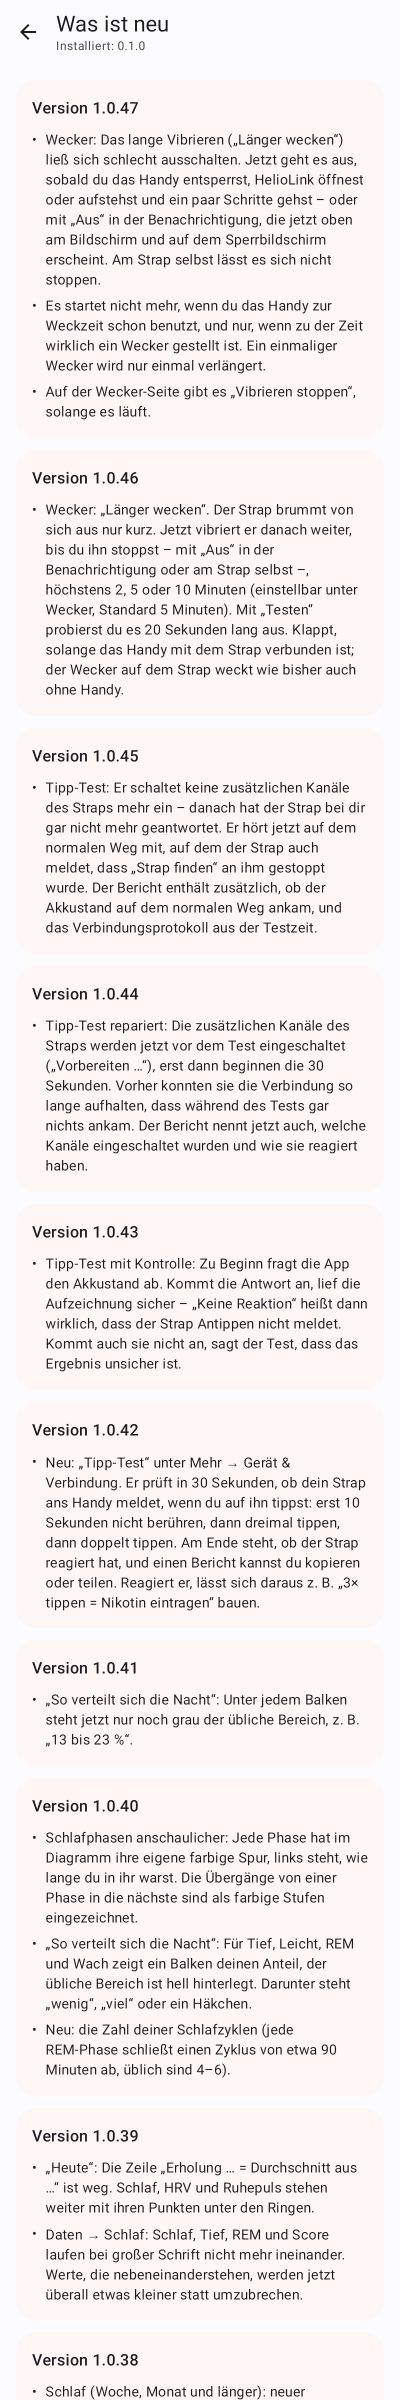 Was ist neu
Installiert: 0.1.0
Version 1.0.47
• Wecker: Das lange Vibrieren („Länger wecken“)
ließ sich schlecht ausschalten. Jetzt geht es aus,
sobald du das Handy entsperrst, HelioLink öffnest
oder aufstehst und ein paar Schritte gehst – oder
mit „Aus“ in der Benachrichtigung, die jetzt oben
am Bildschirm und auf dem Sperrbildschirm
erscheint. Am Strap selbst lässt es sich nicht
stoppen.
• Es startet nicht mehr, wenn du das Handy zur
Weckzeit schon benutzt, und nur, wenn zu der Zeit
wirklich ein Wecker gestellt ist. Ein einmaliger
Wecker wird nur einmal verlängert.
• Auf der Wecker-Seite gibt es „Vibrieren stoppen“,
solange es läuft.
Version 1.0.46
• Wecker: „Länger wecken“. Der Strap brummt von
sich aus nur kurz. Jetzt vibriert er danach weiter,
bis du ihn stoppst – mit „Aus“ in der
Benachrichtigung oder am Strap selbst –,
höchstens 2, 5 oder 10 Minuten (einstellbar unter
Wecker, Standard 5 Minuten). Mit „Testen“
probierst du es 20 Sekunden lang aus. Klappt,
solange das Handy mit dem Strap verbunden ist;
der Wecker auf dem Strap weckt wie bisher auch
ohne Handy.
Version 1.0.45
• Tipp-Test: Er schaltet keine zusätzlichen Kanäle
des Straps mehr ein – danach hat der Strap bei dir
gar nicht mehr geantwortet. Er hört jetzt auf dem
normalen Weg mit, auf dem der Strap auch
meldet, dass „Strap finden“ an ihm gestoppt
wurde. Der Bericht enthält zusätzlich, ob der
Akkustand auf dem normalen Weg ankam, und
das Verbindungsprotokoll aus der Testzeit.
Version 1.0.44
• Tipp-Test repariert: Die zusätzlichen Kanäle des
Straps werden jetzt vor dem Test eingeschaltet
(„Vorbereiten …“), erst dann beginnen die 30
Sekunden. Vorher konnten sie die Verbindung so
lange aufhalten, dass während des Tests gar
nichts ankam. Der Bericht nennt jetzt auch, welche
Kanäle eingeschaltet wurden und wie sie reagiert
haben.
Version 1.0.43
• Tipp-Test mit Kontrolle: Zu Beginn fragt die App
den Akkustand ab. Kommt die Antwort an, lief die
Aufzeichnung sicher – „Keine Reaktion“ heißt dann
wirklich, dass der Strap Antippen nicht meldet.
Kommt auch sie nicht an, sagt der Test, dass das
Ergebnis unsicher ist.
Version 1.0.42
• Neu: „Tipp-Test“ unter Mehr → Gerät &
Verbindung. Er prüft in 30 Sekunden, ob dein Strap
ans Handy meldet, wenn du auf ihn tippst: erst 10
Sekunden nicht berühren, dann dreimal tippen,
dann doppelt tippen. Am Ende steht, ob der Strap
reagiert hat, und einen Bericht kannst du kopieren
oder teilen. Reagiert er, lässt sich daraus z. B. „3×
tippen = Nikotin eintragen“ bauen.
Version 1.0.41
• „So verteilt sich die Nacht“: Unter jedem Balken
steht jetzt nur noch grau der übliche Bereich, z. B.
„13 bis 23 %“.
Version 1.0.40
• Schlafphasen anschaulicher: Jede Phase hat im
Diagramm ihre eigene farbige Spur, links steht, wie
lange du in ihr warst. Die Übergänge von einer
Phase in die nächste sind als farbige Stufen
eingezeichnet.
• „So verteilt sich die Nacht“: Für Tief, Leicht, REM
und Wach zeigt ein Balken deinen Anteil, der
übliche Bereich ist hell hinterlegt. Darunter steht
„wenig“, „viel“ oder ein Häkchen.
• Neu: die Zahl deiner Schlafzyklen (jede
REM-Phase schließt einen Zyklus von etwa 90
Minuten ab, üblich sind 4–6).
Version 1.0.39
• „Heute“: Die Zeile „Erholung … = Durchschnitt aus
…“ ist weg. Schlaf, HRV und Ruhepuls stehen
weiter mit ihren Punkten unter den Ringen.
• Daten → Schlaf: Schlaf, Tief, REM und Score
laufen bei großer Schrift nicht mehr ineinander.
Werte, die nebeneinanderstehen, werden jetzt
überall etwas kleiner statt umzubrechen.
Version 1.0.38
• Schlaf (Woche, Monat und länger): neuer